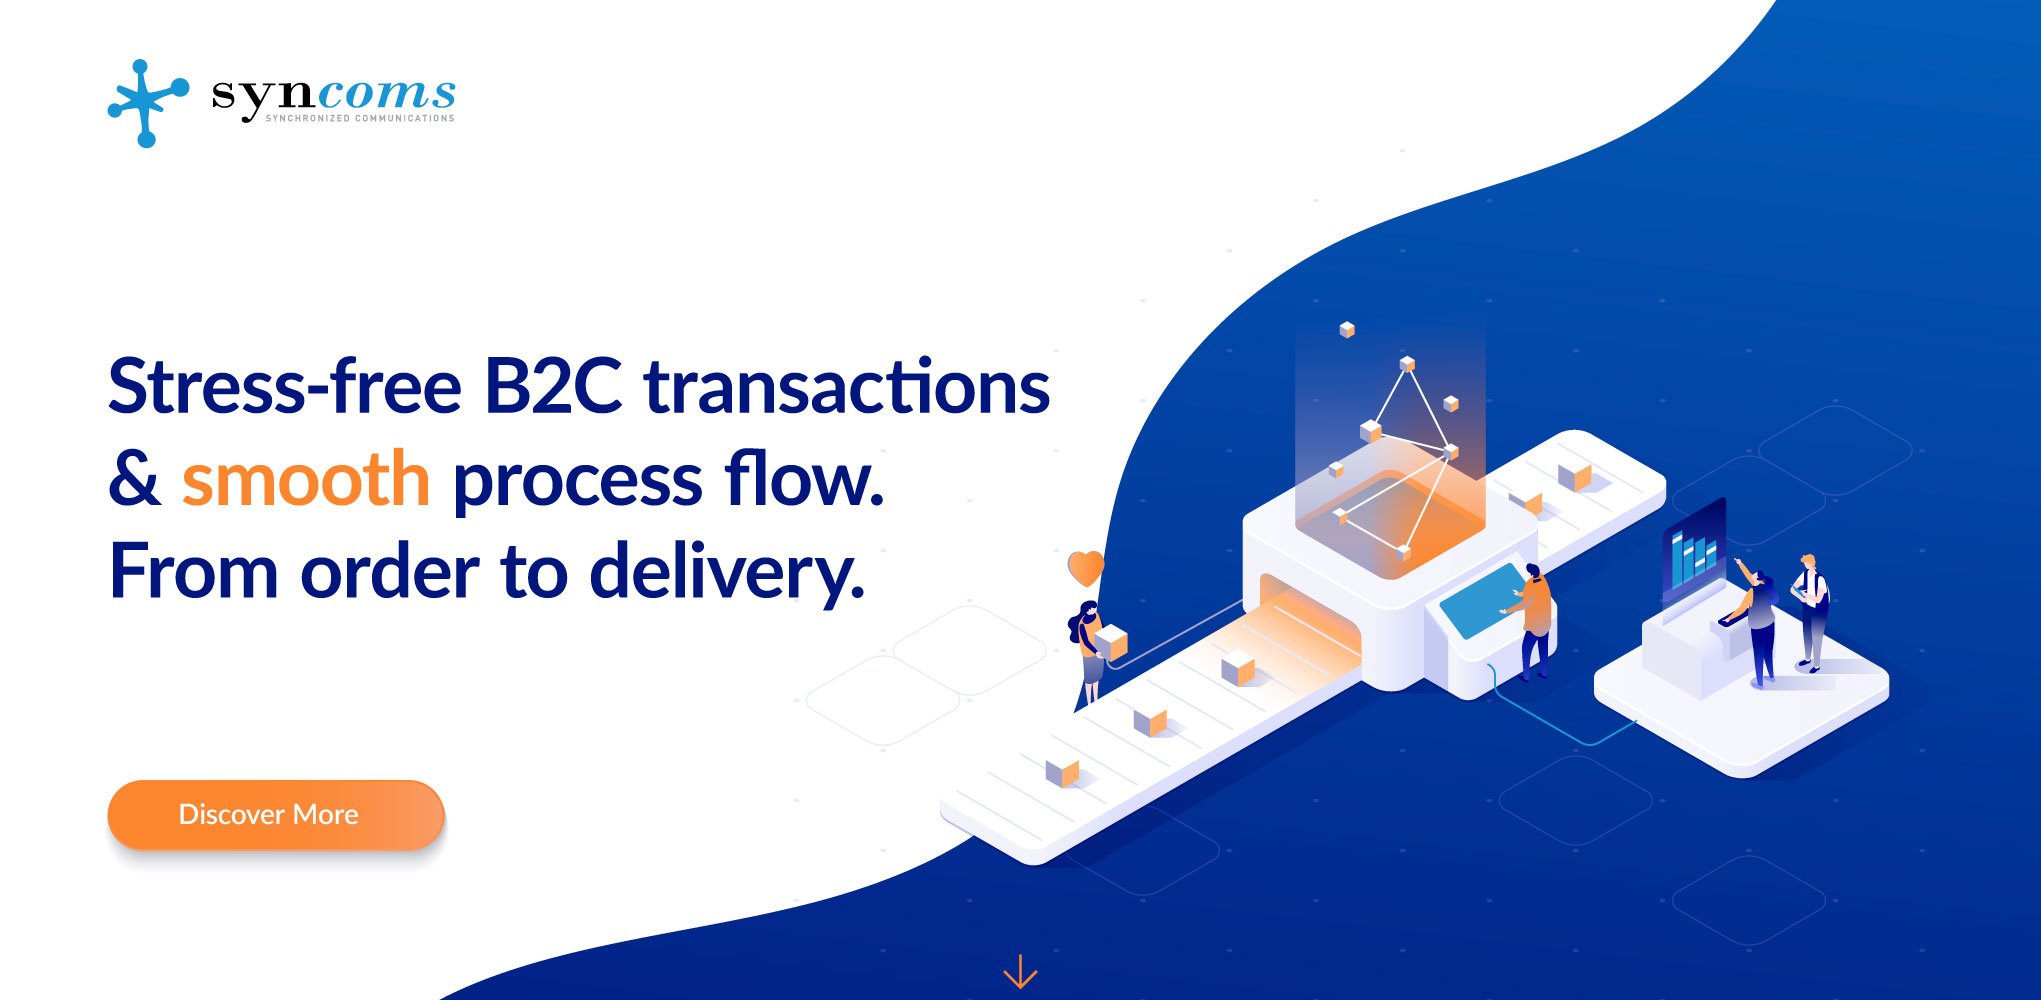 syncoms
SYNCHRONIZED COMMUNICATIONS
Stress-free B2C transactions
& smooth process flow.
From order to delivery.
Discover More